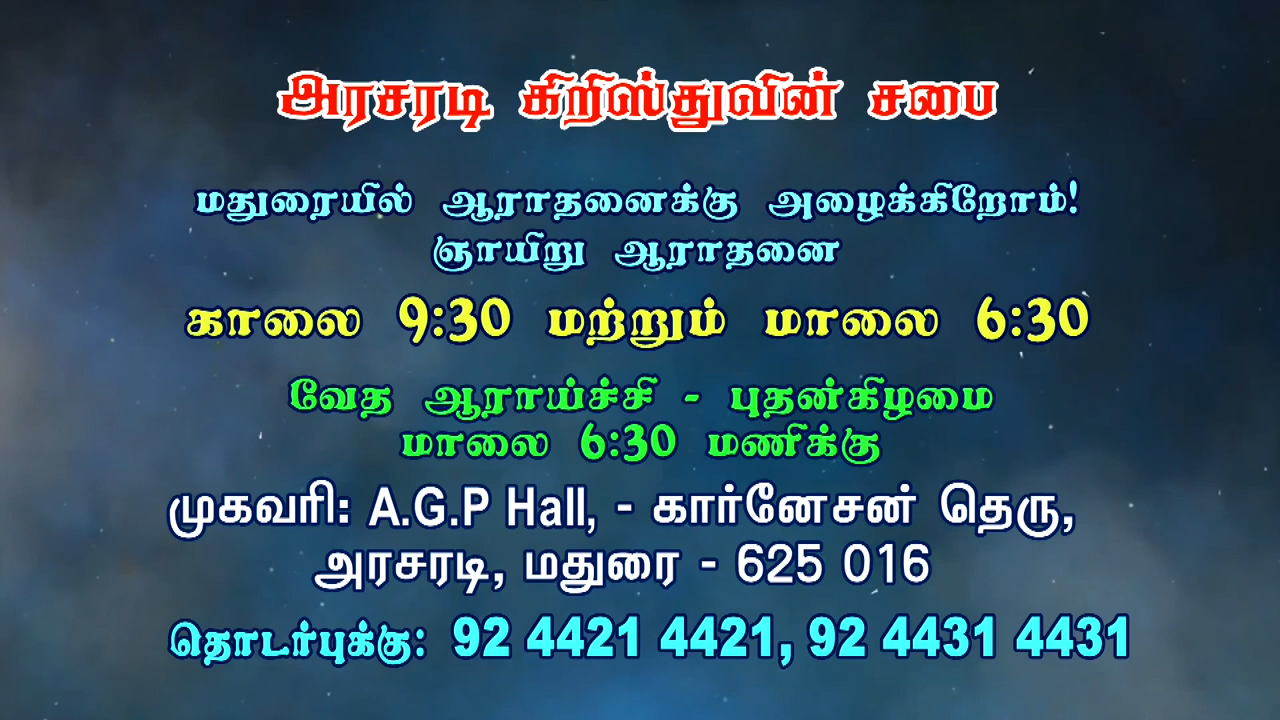 அரசரடி கிறிஸ்துவின் சபை
மதுரையில் ஆராதனைக்கு அழைக்கிறோம்!
ஞாயிறு ஆராதனை
காலை 9:30 மற்றும் மாலை 6:30
வேத ஆராய்ச்சி - புதன்கிழமை
மாலை 6:30 மணிக்கு
முகவரி: A.G.P Hall, - கார்னேசன் தெரு,
அரசரடி, மதுரை - 625 016
தொடர்புக்கு: 92 4421 4421, 92 4431 4431